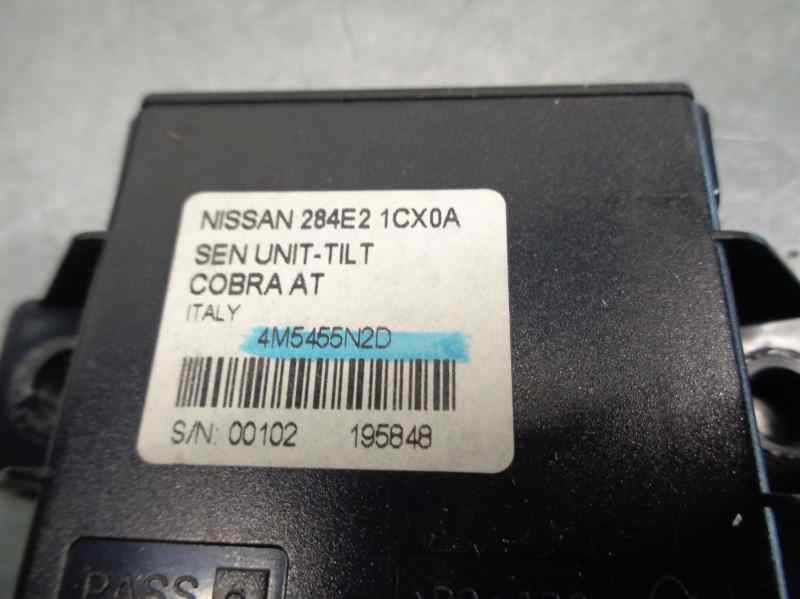 NISSAN 284E2 1CX0A
SEN UNIT-TILT
COBRA AT
ITALY
4M5455N2D
S/N: 00102 195848
PASS